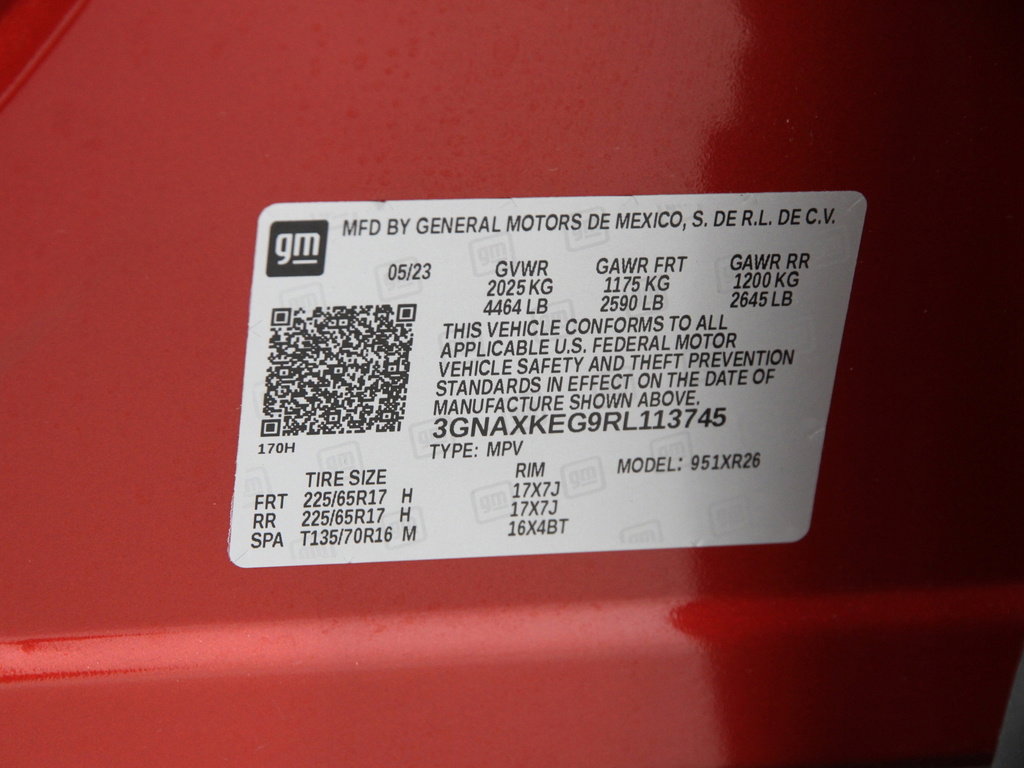 gm
MFD BY GENERAL MOTORS DE MEXICO, S. DE R.L. DE C.V.
05/23 GVWR GAWR FRT GAWR RR
2025 KG 1175 KG 1200 KG
4464 LB 2590 LB 2645 LB
THIS VEHICLE CONFORMS TO ALL
APPLICABLE U.S. FEDERAL MOTOR
VEHICLE SAFETY AND THEFT PREVENTION
STANDARDS IN EFFECT ON THE DATE OF
MANUFACTURE SHOWN ABOVE.
3GNAXKEG9RL113745
170H TYPE: MPV
TIRE SIZE RIM MODEL: 951XR26
FRT 225/65R17 H 17X7J
RR 225/65R17 H 17X7J
SPA T135/70R16 M 16X4BT